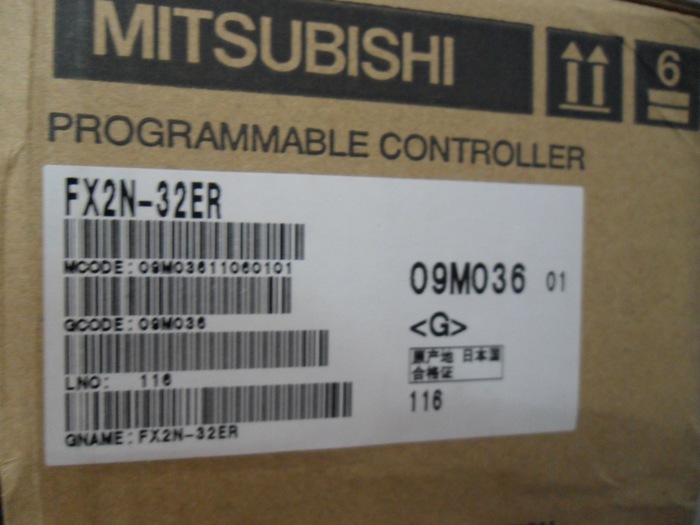 MITSUBISHI
6
PROGRAMMABLE CONTROLLER
FX2N-32ER
MCODE:09M03611060101
GCODE:09M036
LNO: 116
GNAME:FX2N-32ER
09M036 01
<G>
原产地 日本国
合格证
116